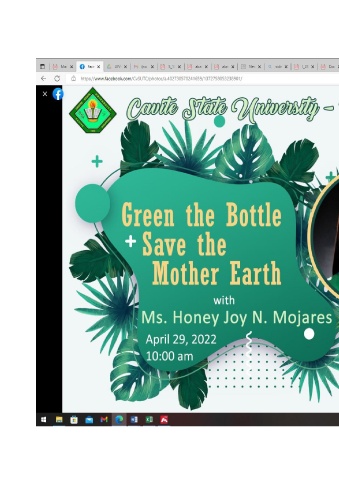 Cavite State University -
Green the Bottle
Save the
Mother Earth
with
Ms. Honey Joy N. Mojares
April 29, 2022
10:00 am